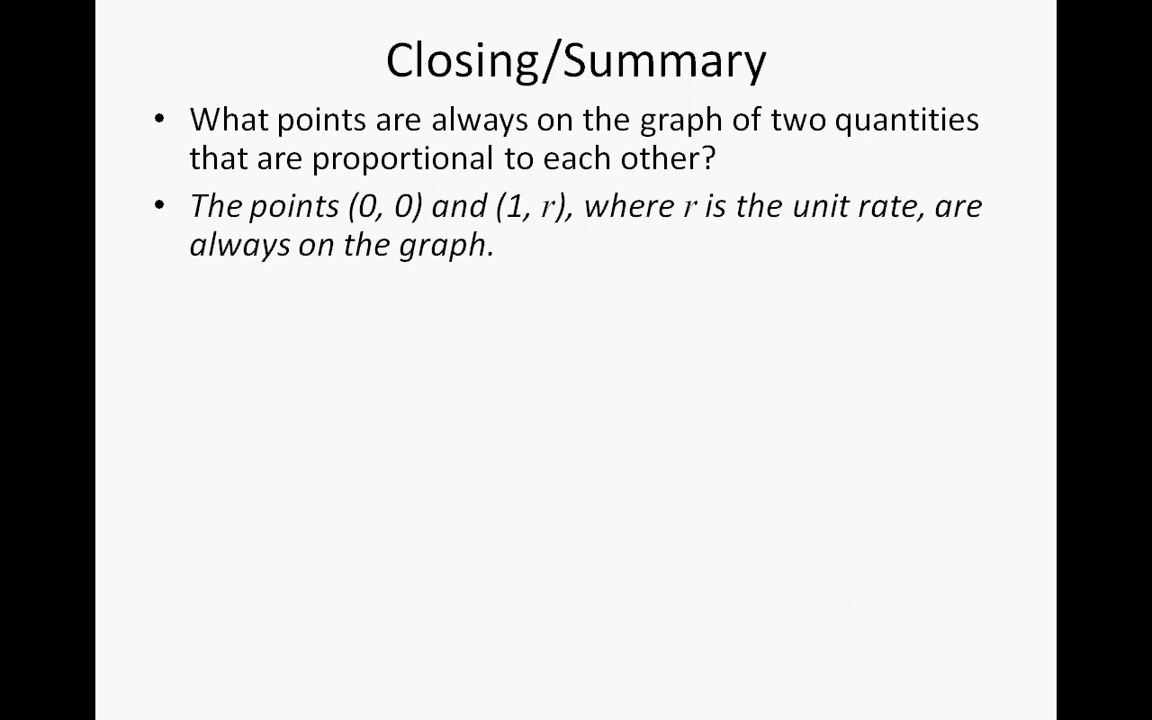 Closing/Summary
• What points are always on the graph of two quantities
that are proportional to each other?
• The points (0, 0) and (1, r), where r is the unit rate, are
always on the graph.